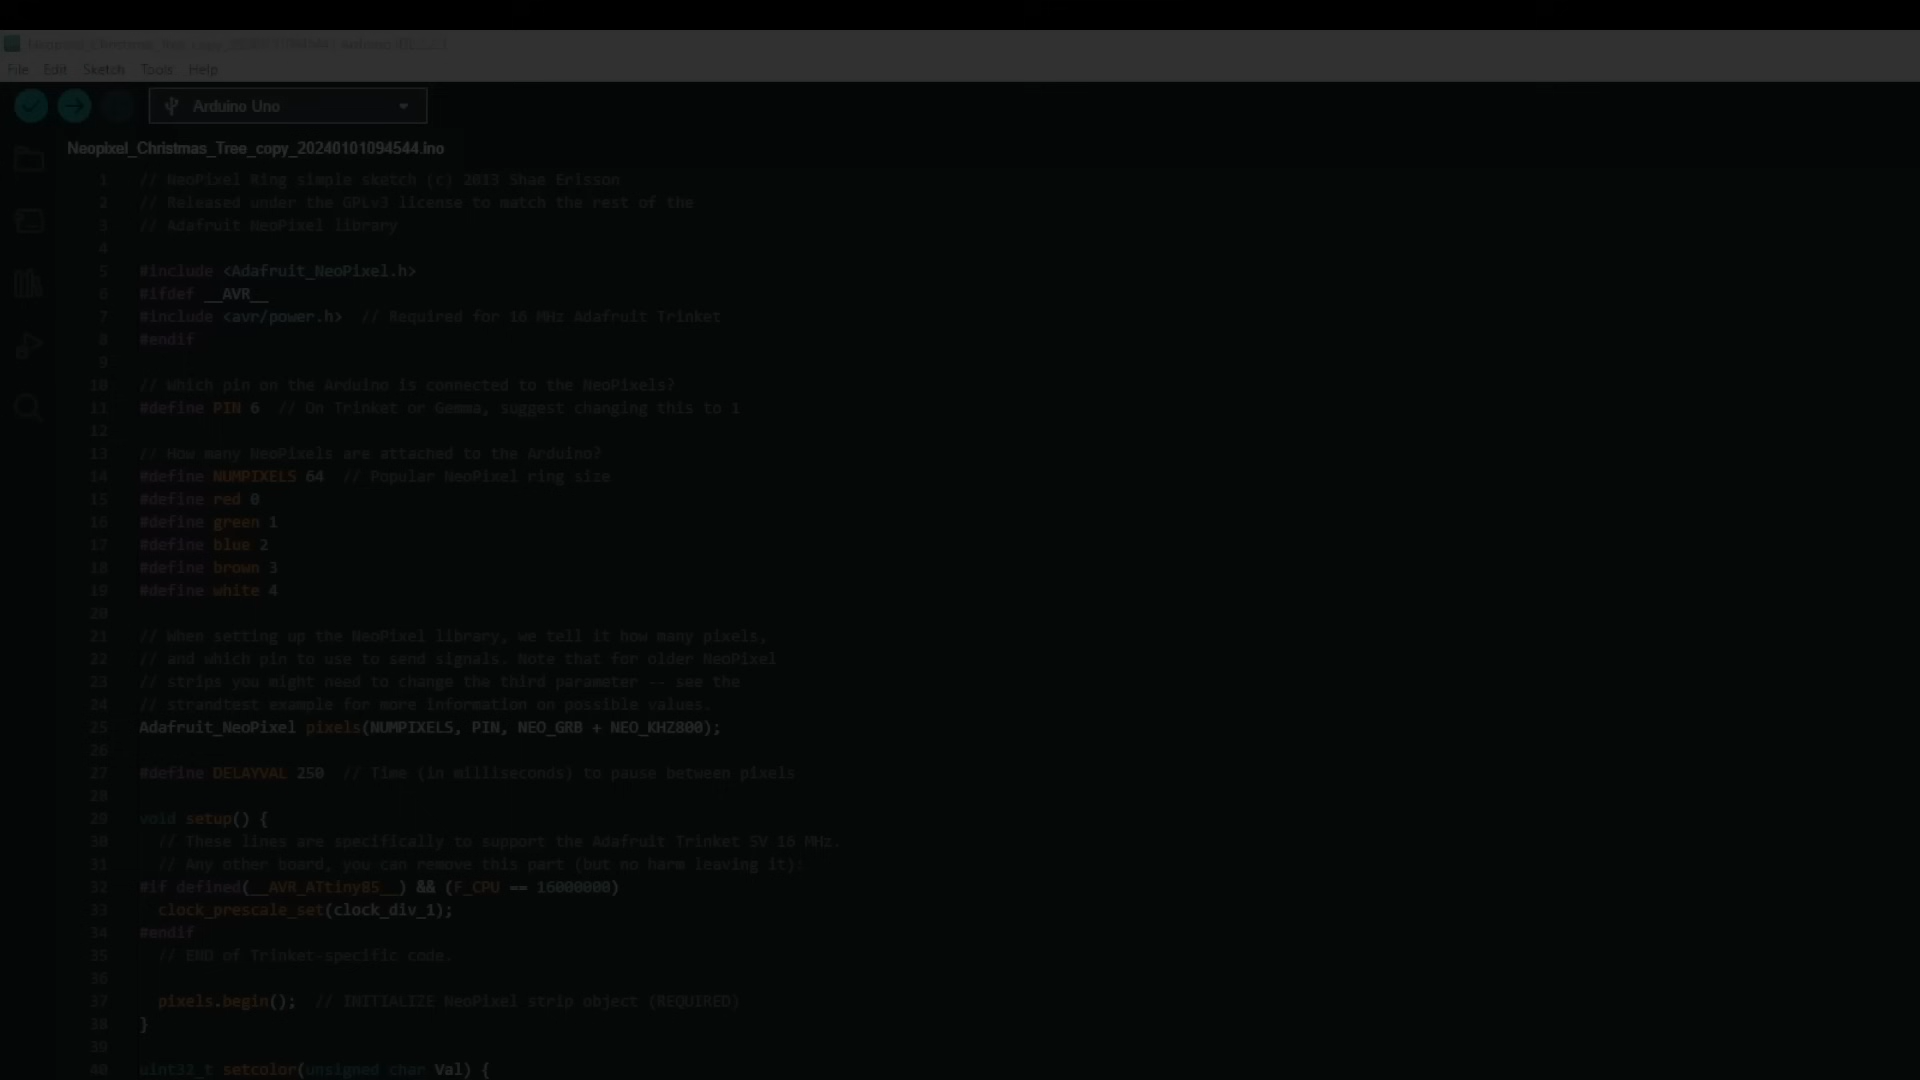 Neopixel_Christmas_Tree_copy_20240101094544 | Arduino IDE
File Edit Sketch Tools Help
Arduino Uno
Neopixel_Christmas_Tree_copy_20240101094544.ino
1 // NeoPixel Ring simple sketch (c) 2013 Shae Erisson
2 // Released under the GPLv3 license to match the rest of the
3 // Adafruit NeoPixel library
4
5 #include <Adafruit_NeoPixel.h>
6 #ifdef __AVR__
7 #include <avr/power.h>  // Required for 16 MHz Adafruit Trinket
8 #endif
9
10 // Which pin on the Arduino is connected to the NeoPixels?
11 #define PIN 6  // On Trinket or Gemma, suggest changing this to 1
12
13 // How many NeoPixels are attached to the Arduino?
14 #define NUMPIXELS 64  // Popular NeoPixel ring size
15 #define red 0
16 #define green 1
17 #define blue 2
18 #define brown 3
19 #define white 4
20
21 // When setting up the NeoPixel library, we tell it how many pixels,
22 // and which pin to use to send signals. Note that for older NeoPixel
23 // strips you might need to change the third parameter -- see the
24 // strandtest example for more information on possible values.
25 Adafruit_NeoPixel pixels(NUMPIXELS, PIN, NEO_GRB + NEO_KHZ800);
26
27 #define DELAYVAL 250  // Time (in milliseconds) to pause between pixels
28
29 void setup() {
30   // These lines are specifically to support the Adafruit Trinket 5V 16 MHz.
31   // Any other board, you can remove this part (but no harm leaving it):
32 #if defined(__AVR_ATtiny85__) && (F_CPU == 16000000)
33   clock_prescale_set(clock_div_1);
34 #endif
35   // END of Trinket-specific code.
36
37   pixels.begin();  // INITIALIZE NeoPixel strip object (REQUIRED)
38 }
39
40 uint32_t setcolor(unsigned char Val) {